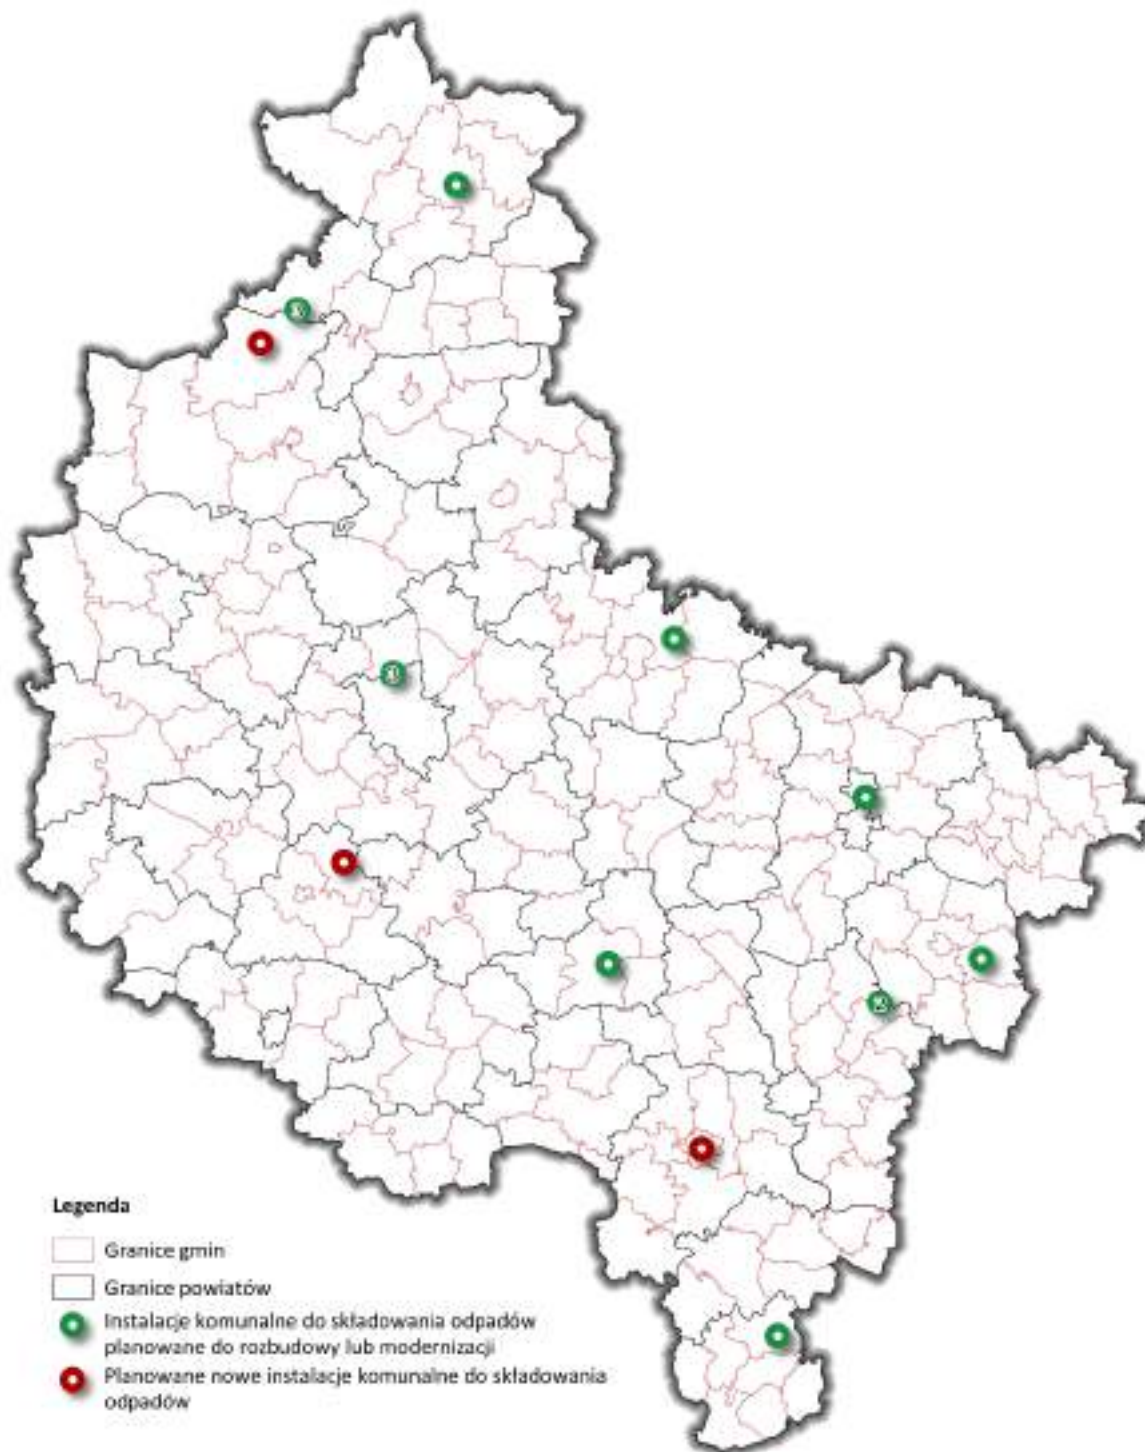 2
Legenda
Granice gmin
Granice powiatów
Instalacje komunalne do składowania odpadów
planowane do rozbudowy lub modernizacji
Planowane nowe instalacje komunalne do składowania
odpadów